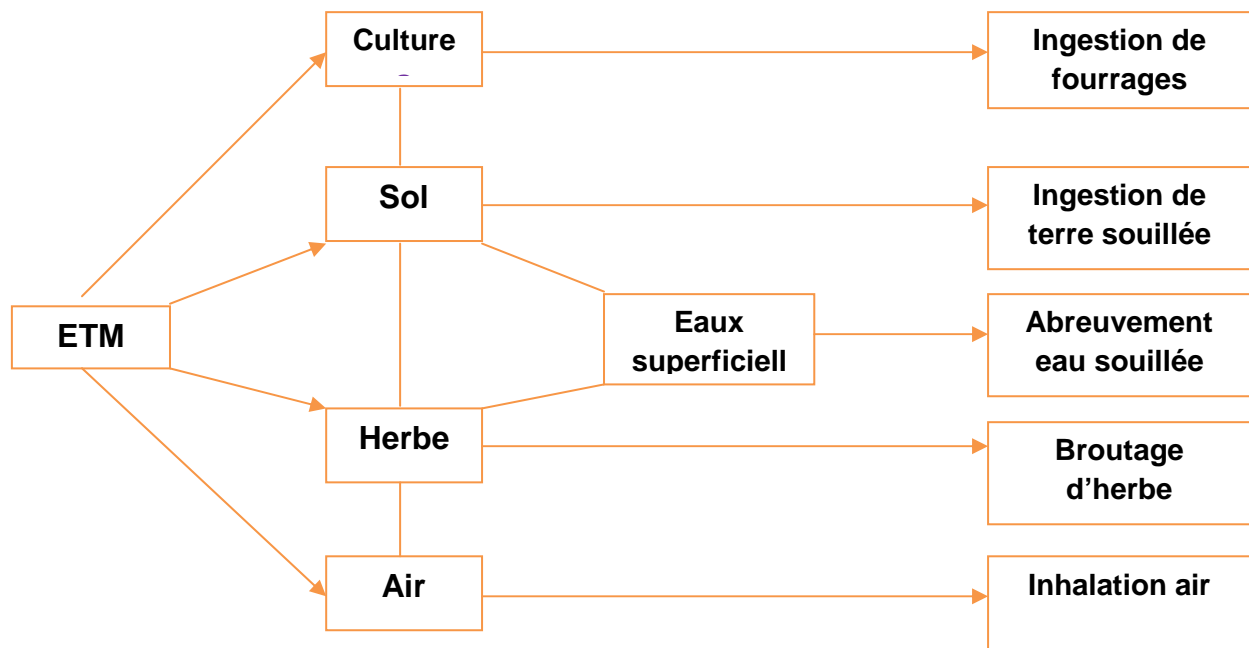 Culture
Ingestion de
fourrages
Sol
Ingestion de
terre souillée
ETM
Eaux
superficiell
Abreuvement
eau souillée
Herbe
Broutage
d’herbe
Air
Inhalation air